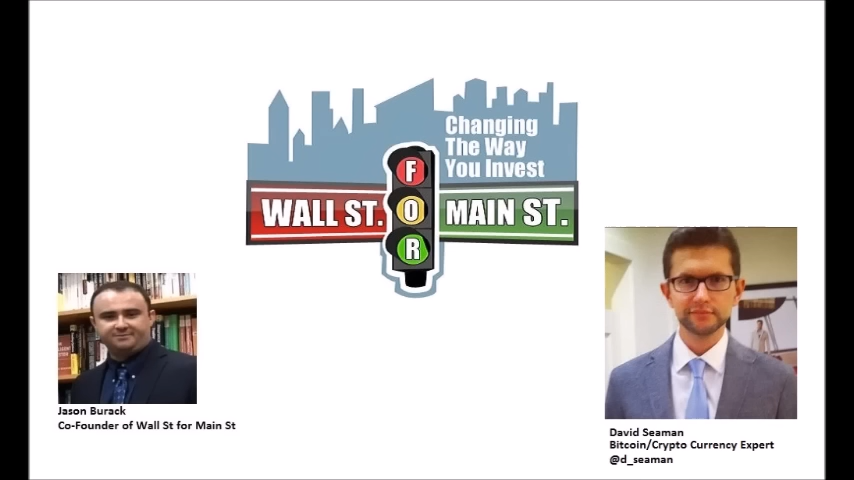 Changing
The Way
You Invest
WALL ST. FOR MAIN ST.
Jason Burack
Co-Founder of Wall St for Main St
David Seaman
Bitcoin/Crypto Currency Expert
@d_seaman